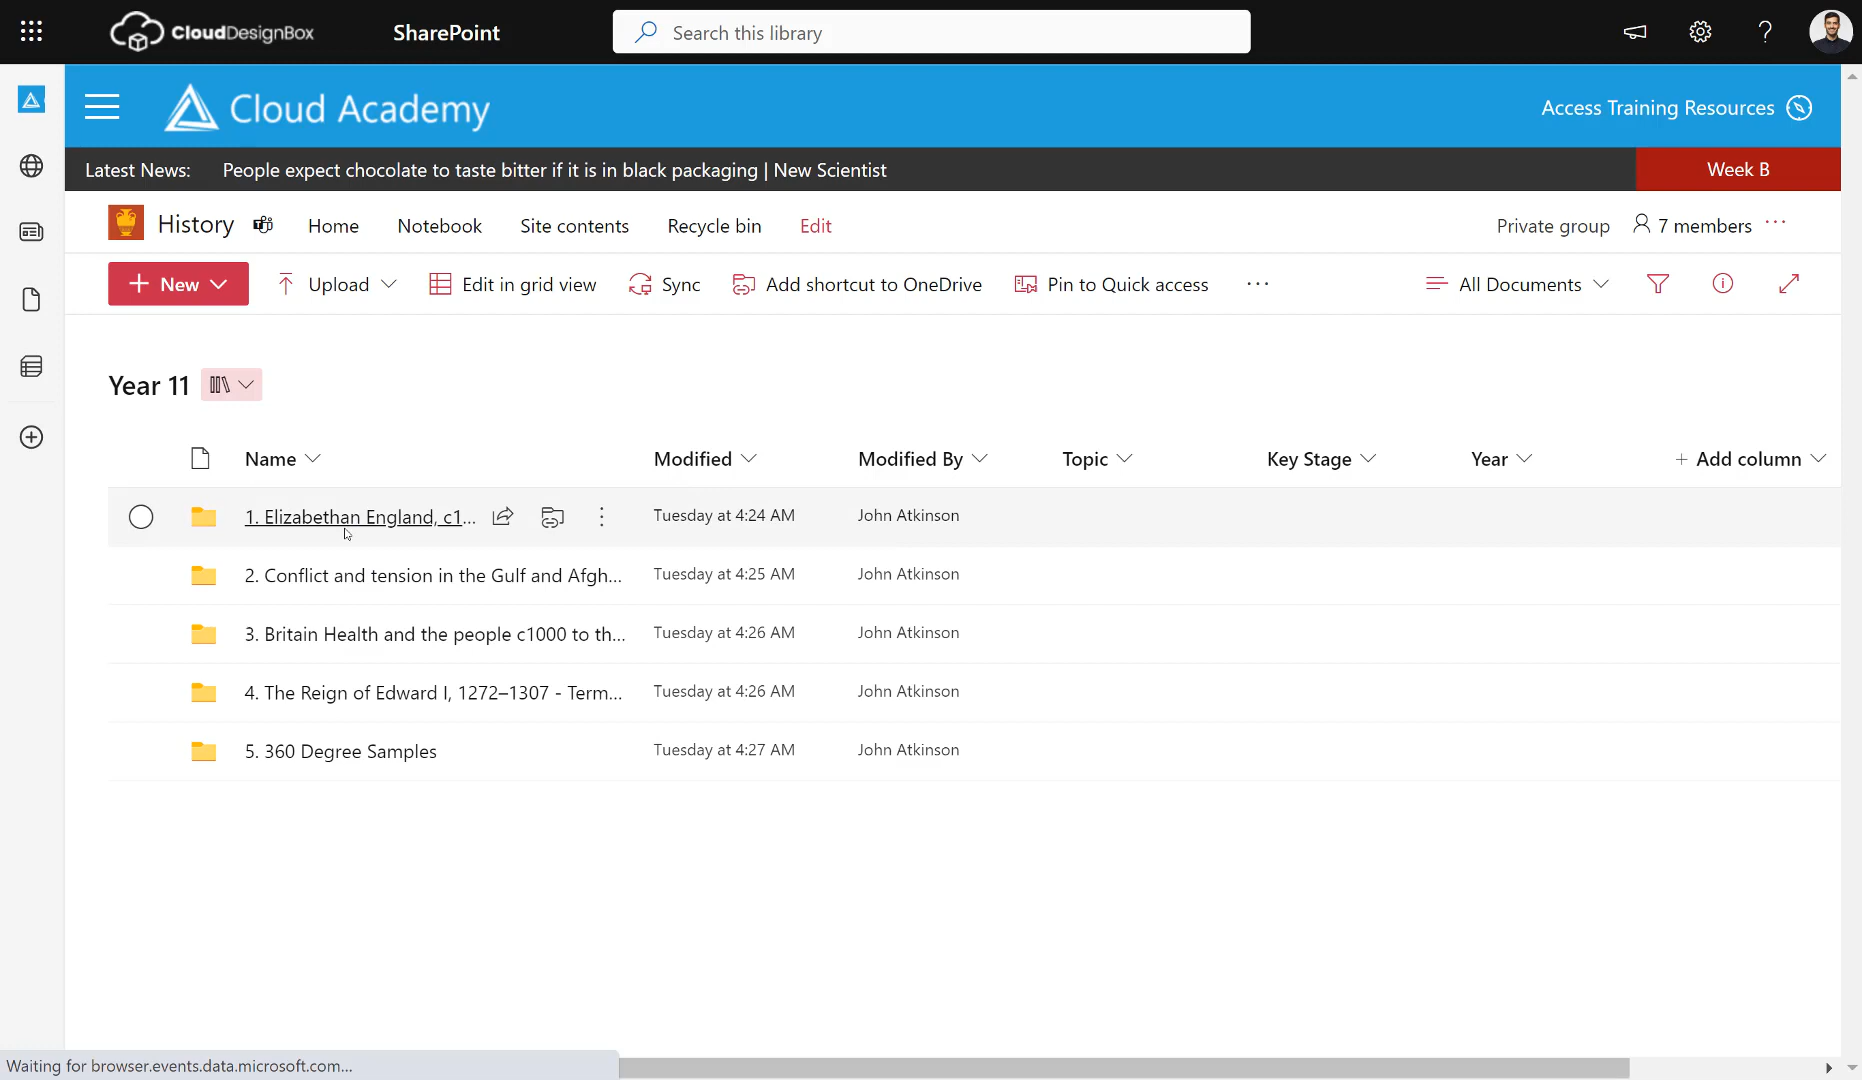 CloudDesignBox
SharePoint
Search this library
Cloud Academy
Access Training Resources
Latest News: People expect chocolate to taste bitter if it is in black packaging | New Scientist
Week B
History Home Notebook Site contents Recycle bin Edit
Private group 7 members ...
+ New Upload Edit in grid view Sync Add shortcut to OneDrive Pin to Quick access ... All Documents
Year 11
Name Modified Modified By Topic Key Stage Year + Add column
1. Elizabethan England, c1... Tuesday at 4:24 AM John Atkinson
2. Conflict and tension in the Gulf and Afgh... Tuesday at 4:25 AM John Atkinson
3. Britain Health and the people c1000 to th... Tuesday at 4:26 AM John Atkinson
4. The Reign of Edward I, 1272–1307 - Term... Tuesday at 4:26 AM John Atkinson
5. 360 Degree Samples Tuesday at 4:27 AM John Atkinson
Waiting for browser.events.data.microsoft.com...